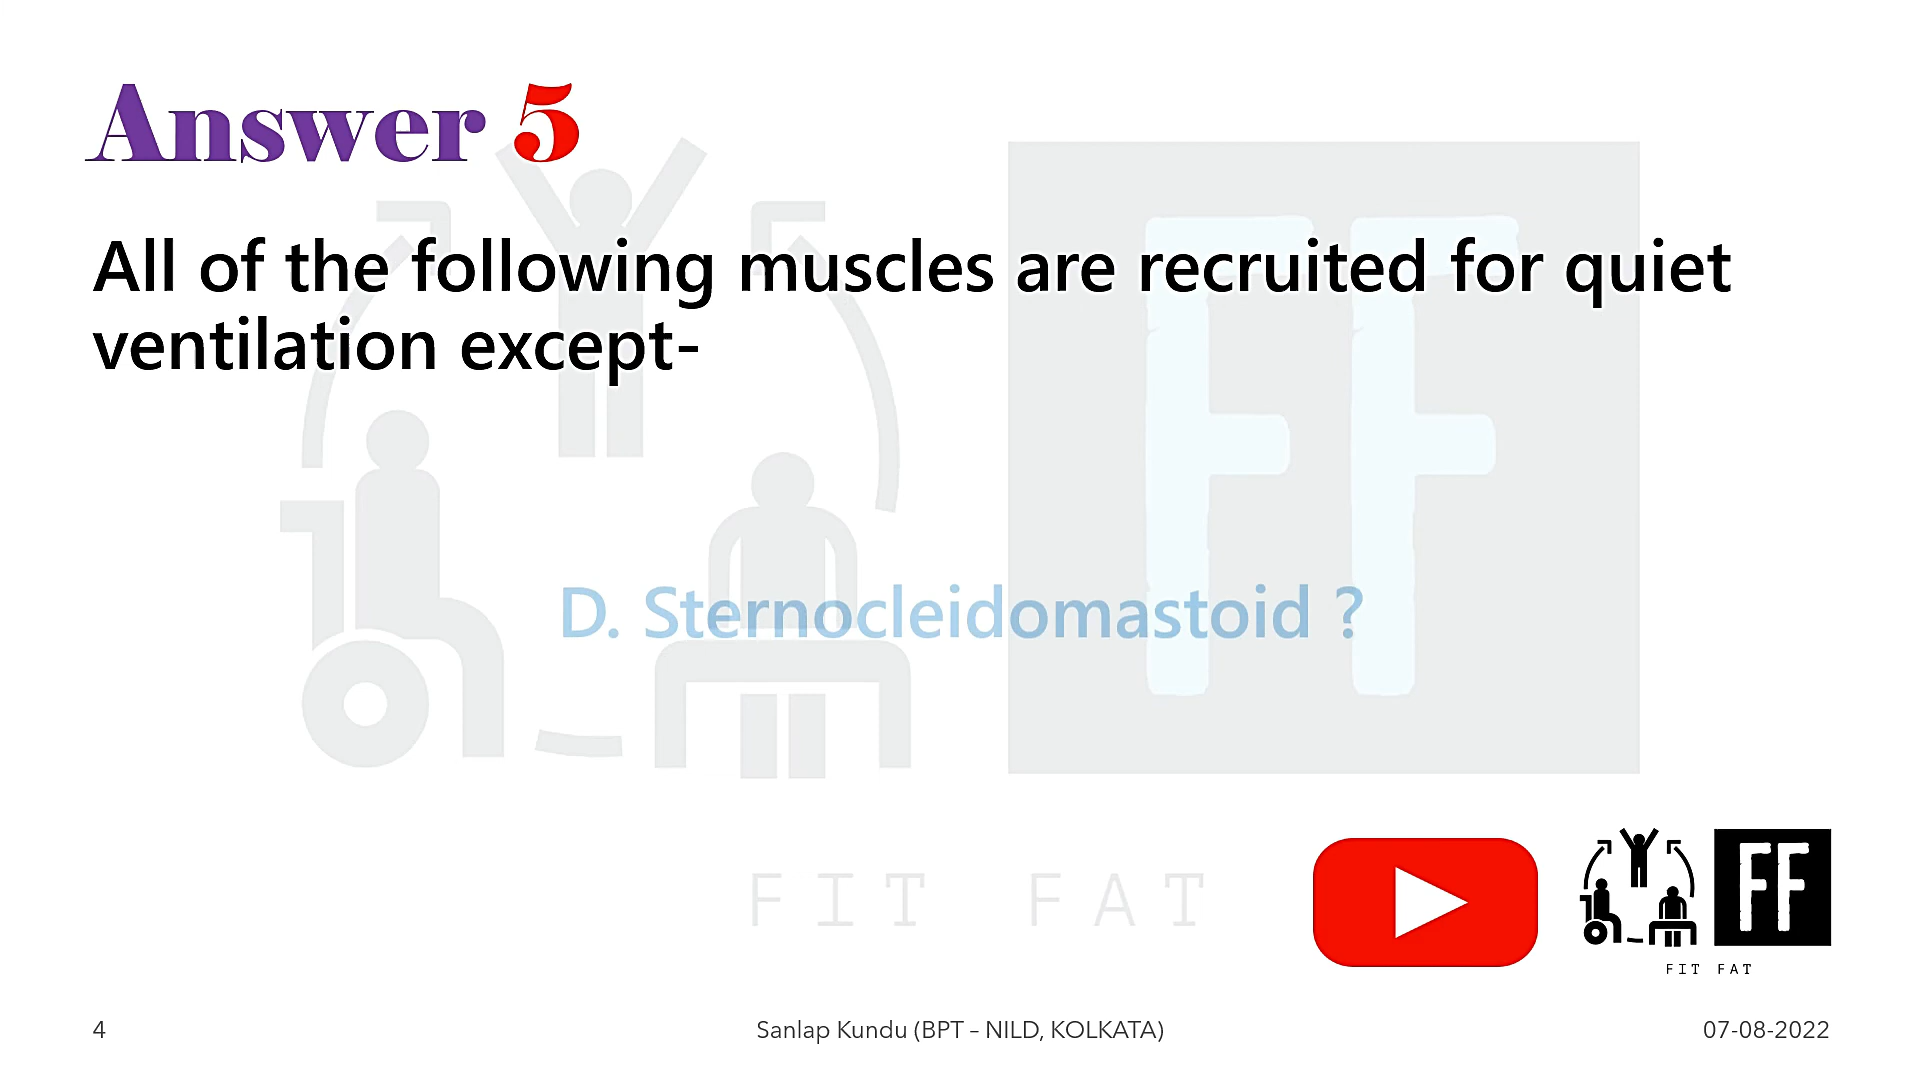 Answer 5
All of the following muscles are recruited for quiet
ventilation except-
FF
D. Sternocleidomastoid ?
FIT FAT
FF
FIT FAT
4
Sanlap Kundu (BPT – NILD, KOLKATA)
07-08-2022